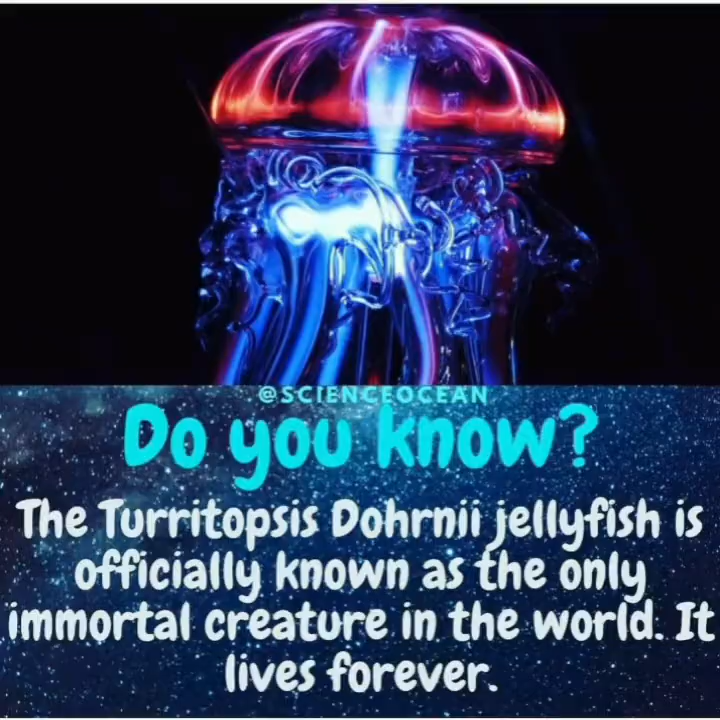 @SCIENCEOCEAN
Do you know?
The Turritopsis Dohrnii jellyfish is
officially known as the only
immortal creature in the world. It
lives forever.